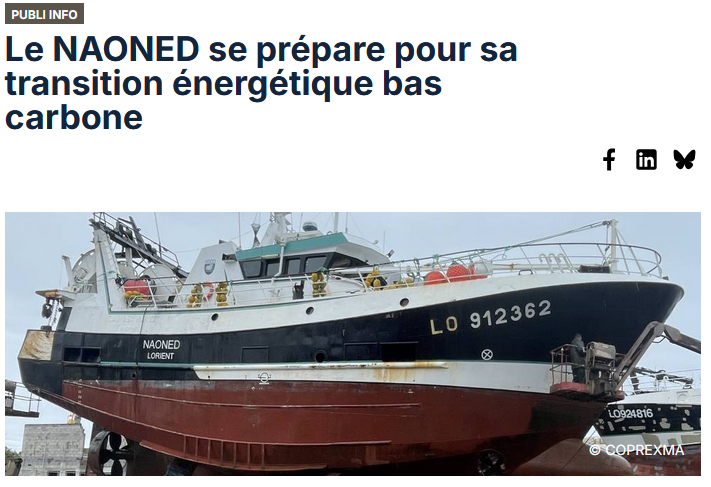 PUBLI INFO
Le NAONED se prépare pour sa
transition énergétique bas
carbone
LO 912362
NAONED
LORIENT
LO924816
© COPREXMA